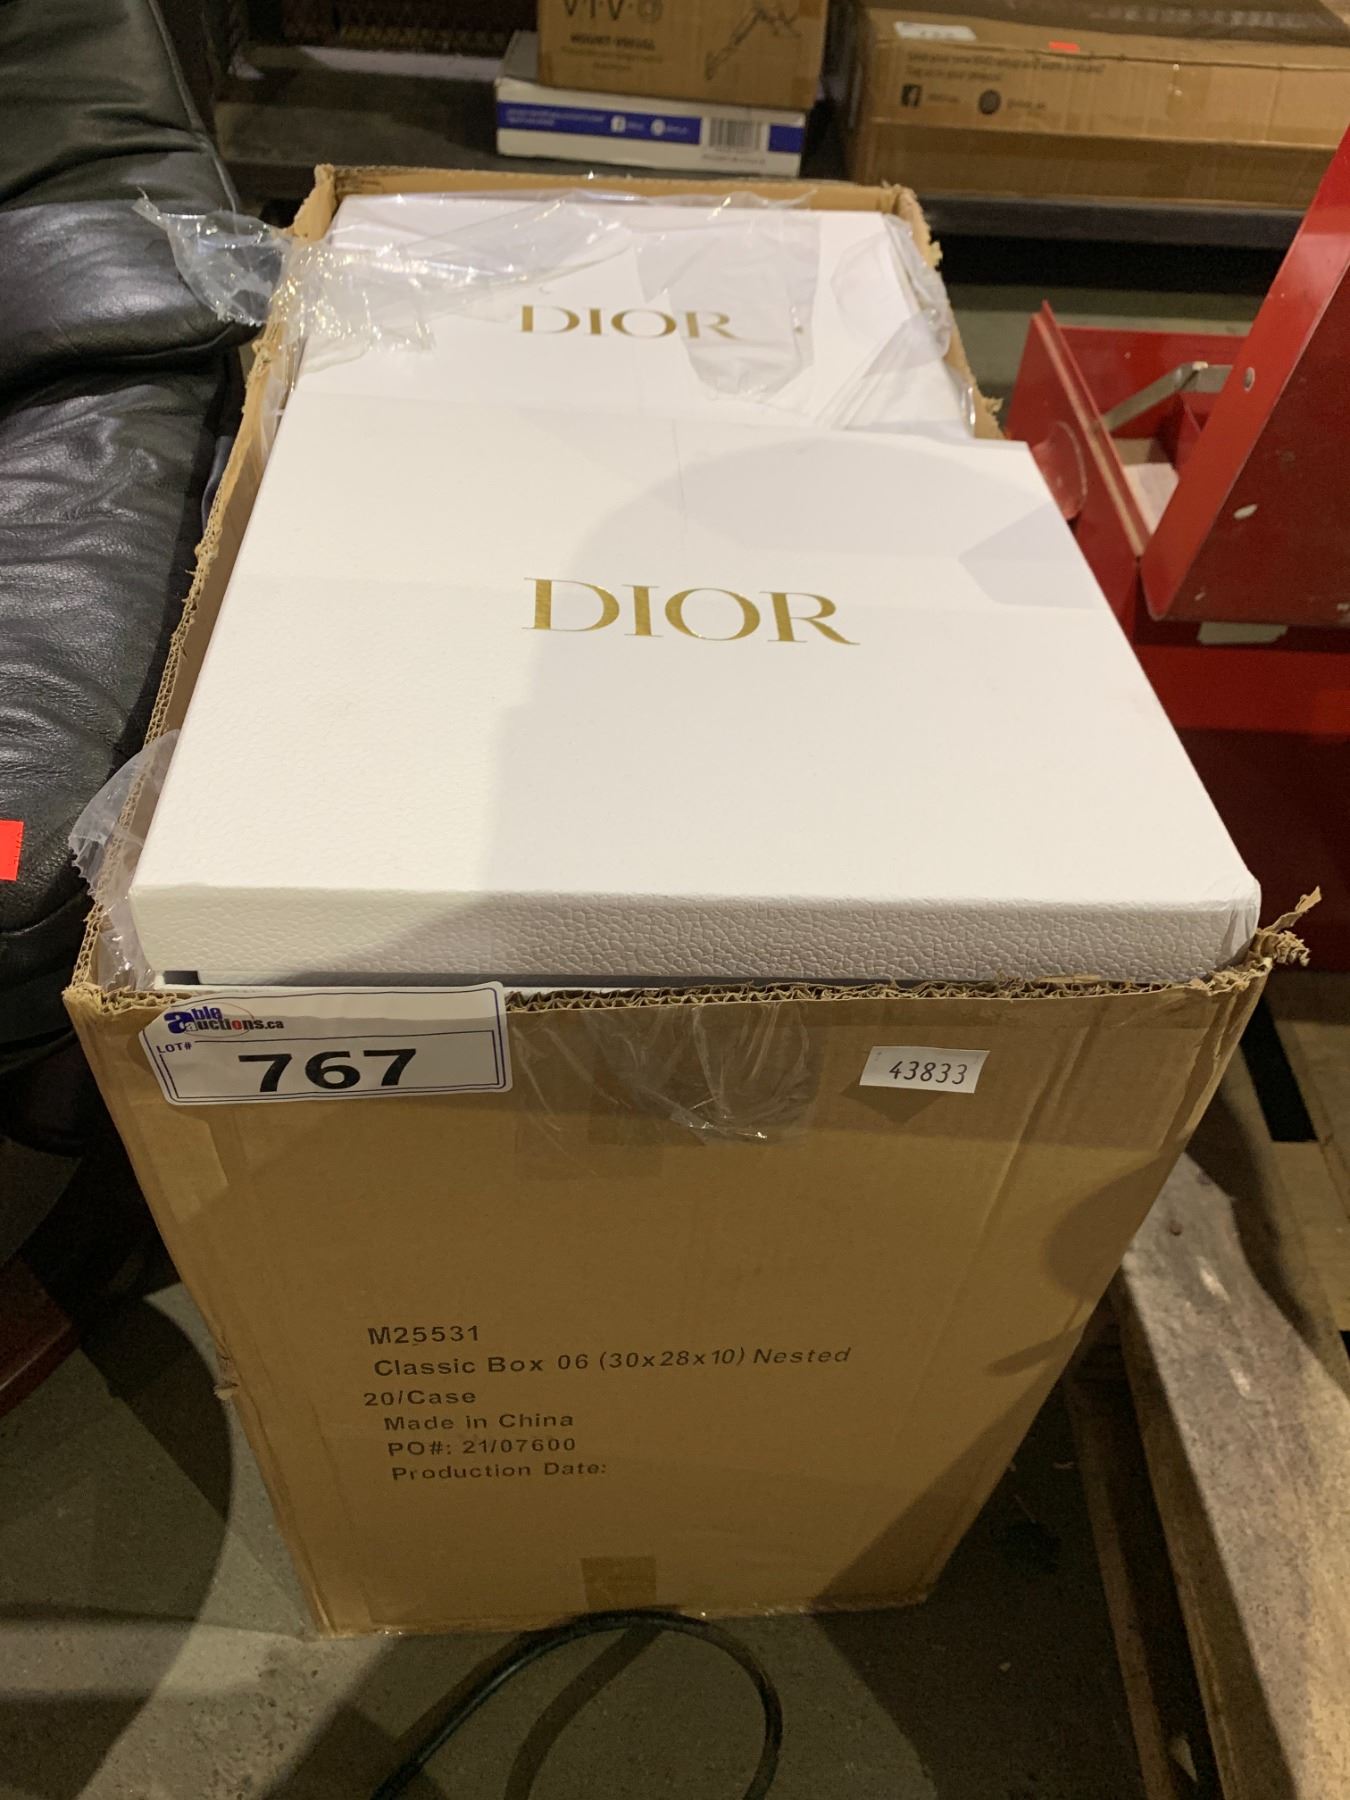 VIVO
DIOR
DIOR
able
auctions.ca
LOT#
767
43833
M25531
Classic Box 06 (30x28x10) Nested
20/Case
Made in China
PO#: 21/07600
Production Date: